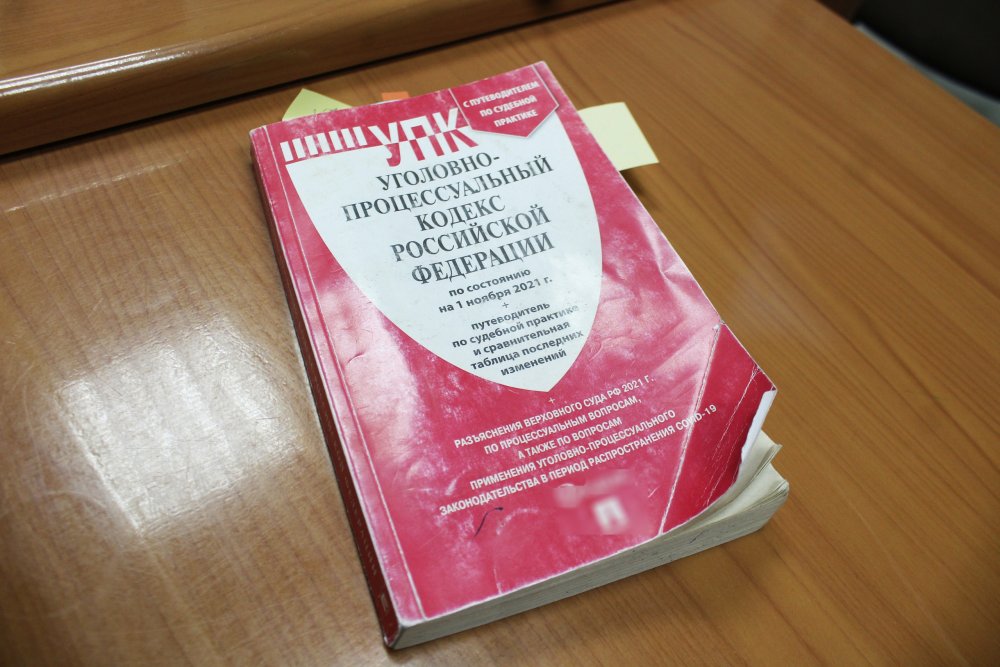 С ПУТЕВОДИТЕЛЕМ
ПО СУДЕБНОЙ
ПРАКТИКЕ
УПК
УГОЛОВНО-
ПРОЦЕССУАЛЬНЫЙ
КОДЕКС
РОССИЙСКОЙ
ФЕДЕРАЦИИ
по состоянию
на 1 ноября 2021 г.
+
путеводитель
по судебной практике
и сравнительная
таблица последних
изменений
+
РАЗЪЯСНЕНИЯ ВЕРХОВНОГО СУДА РФ 2021 Г.
ПО ПРОЦЕССУАЛЬНЫМ ВОПРОСАМ,
А ТАКЖЕ ПО ВОПРОСАМ
ПРИМЕНЕНИЯ УГОЛОВНО-ПРОЦЕССУАЛЬНОГО
ЗАКОНОДАТЕЛЬСТВА В ПЕРИОД РАСПРОСТРАНЕНИЯ COVID-19